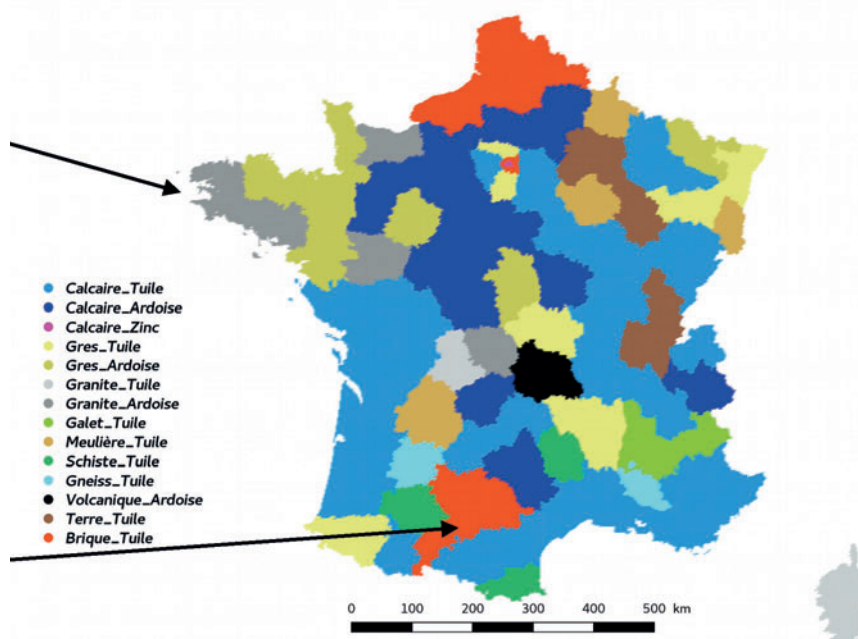 Calcaire_Tuile
Calcaire_Ardoise
Calcaire_Zinc
Gres_Tuile
Gres_Ardoise
Granite_Tuile
Granite_Ardoise
Galet_Tuile
Meulière_Tuile
Schiste_Tuile
Gneiss_Tuile
Volcanique_Ardoise
Terre_Tuile
Brique_Tuile
0 100 200 300 400 500 km